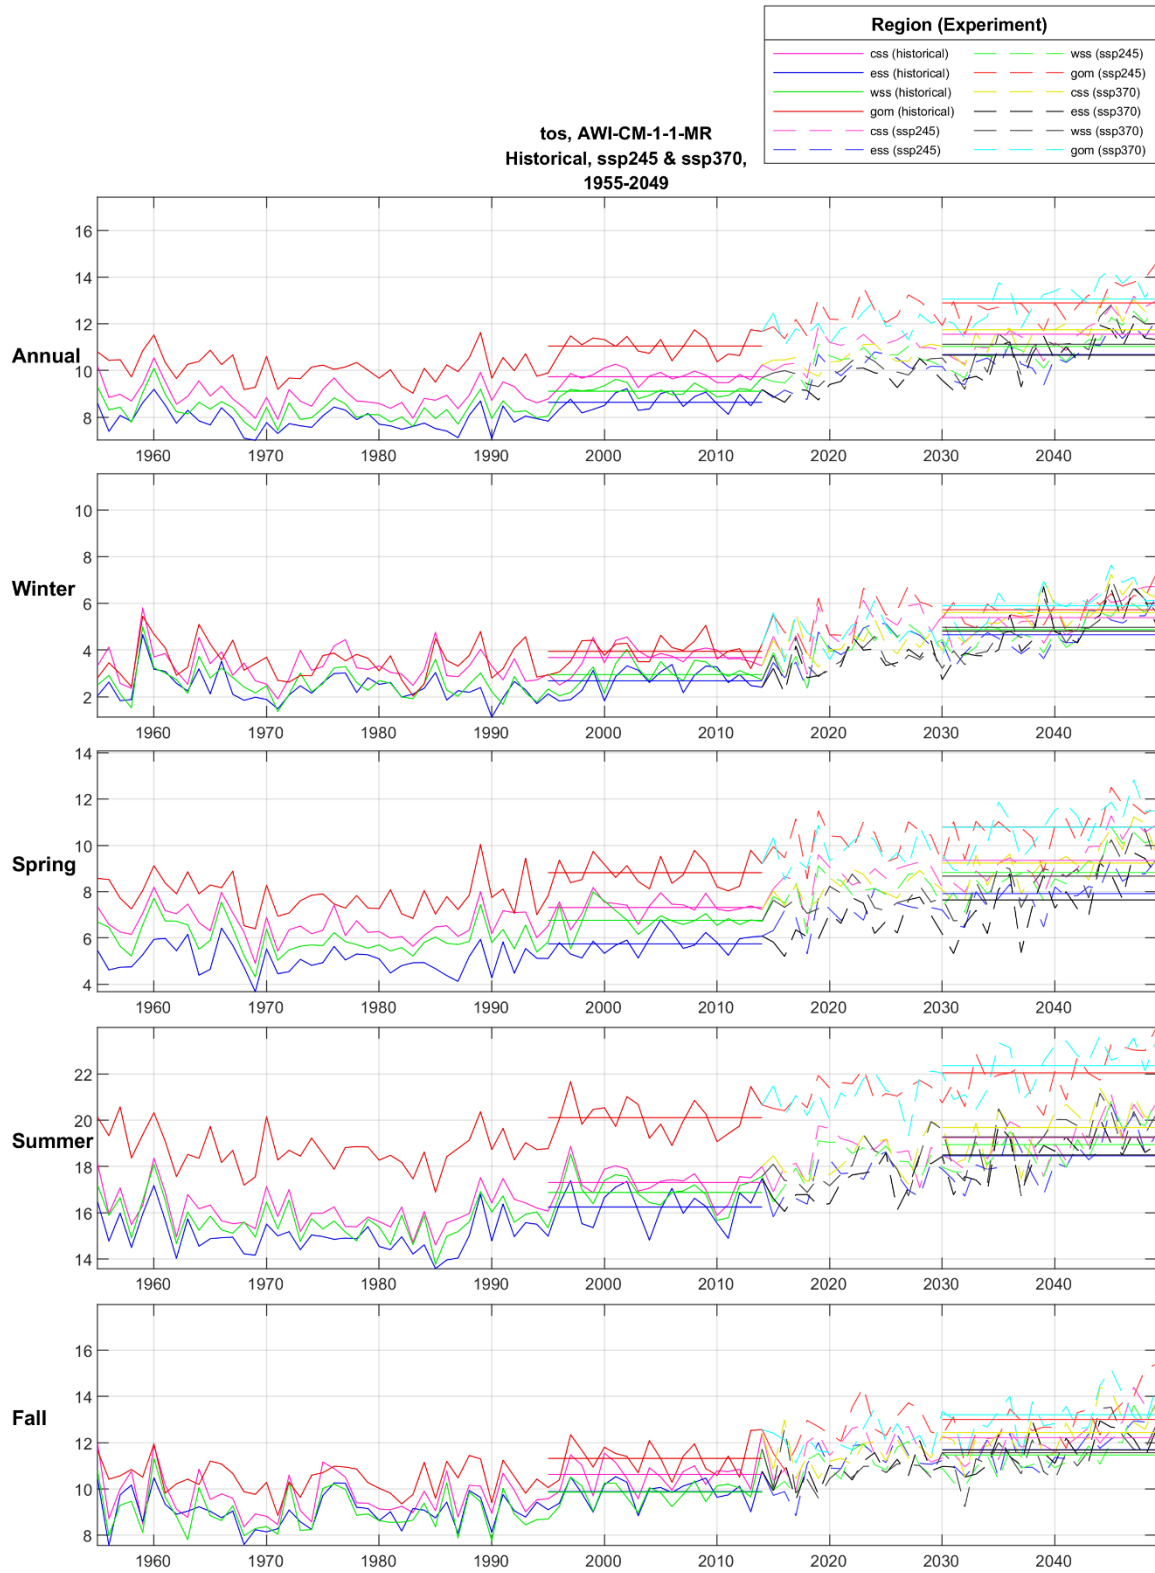 Region (Experiment)
css (historical)
ess (historical)
wss (historical)
gom (historical)
css (ssp245)
ess (ssp245)
wss (ssp245)
gom (ssp245)
css (ssp370)
ess (ssp370)
wss (ssp370)
gom (ssp370)
tos, AWI-CM-1-1-MR
Historical, ssp245 & ssp370,
1955-2049
Annual
16
14
12
10
8
1960 1970 1980 1990 2000 2010 2020 2030 2040
Winter
10
8
6
4
2
1960 1970 1980 1990 2000 2010 2020 2030 2040
Spring
14
12
10
8
6
4
1960 1970 1980 1990 2000 2010 2020 2030 2040
Summer
22
20
18
16
14
1960 1970 1980 1990 2000 2010 2020 2030 2040
Fall
16
14
12
10
8
1960 1970 1980 1990 2000 2010 2020 2030 2040